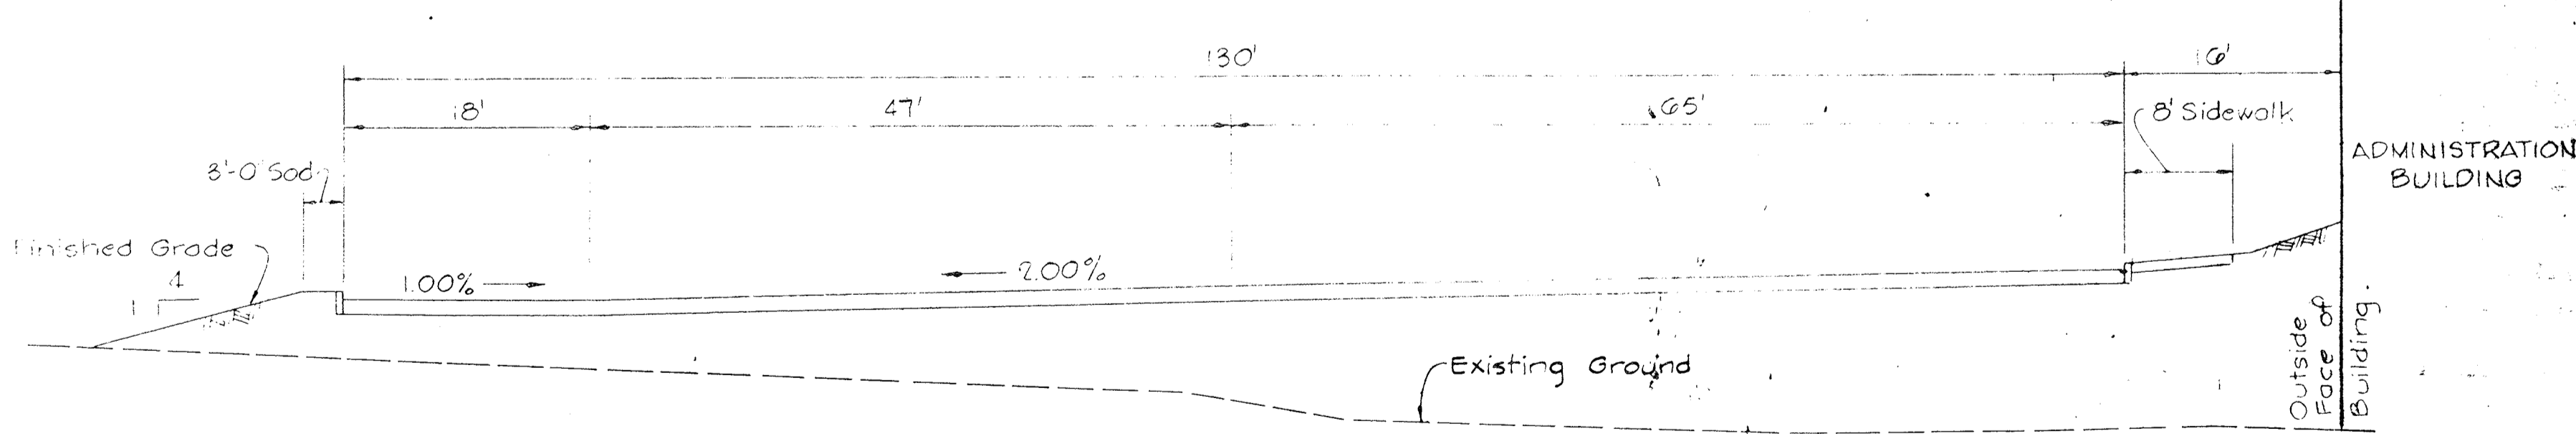 130'
16'
18'
47'
65'
8' Sidewalk
3'-0" Sod
ADMINISTRATION
BUILDING
Finished Grade
4
1
1.00%
2.00%
Existing Ground
Outside
Face of
Building.